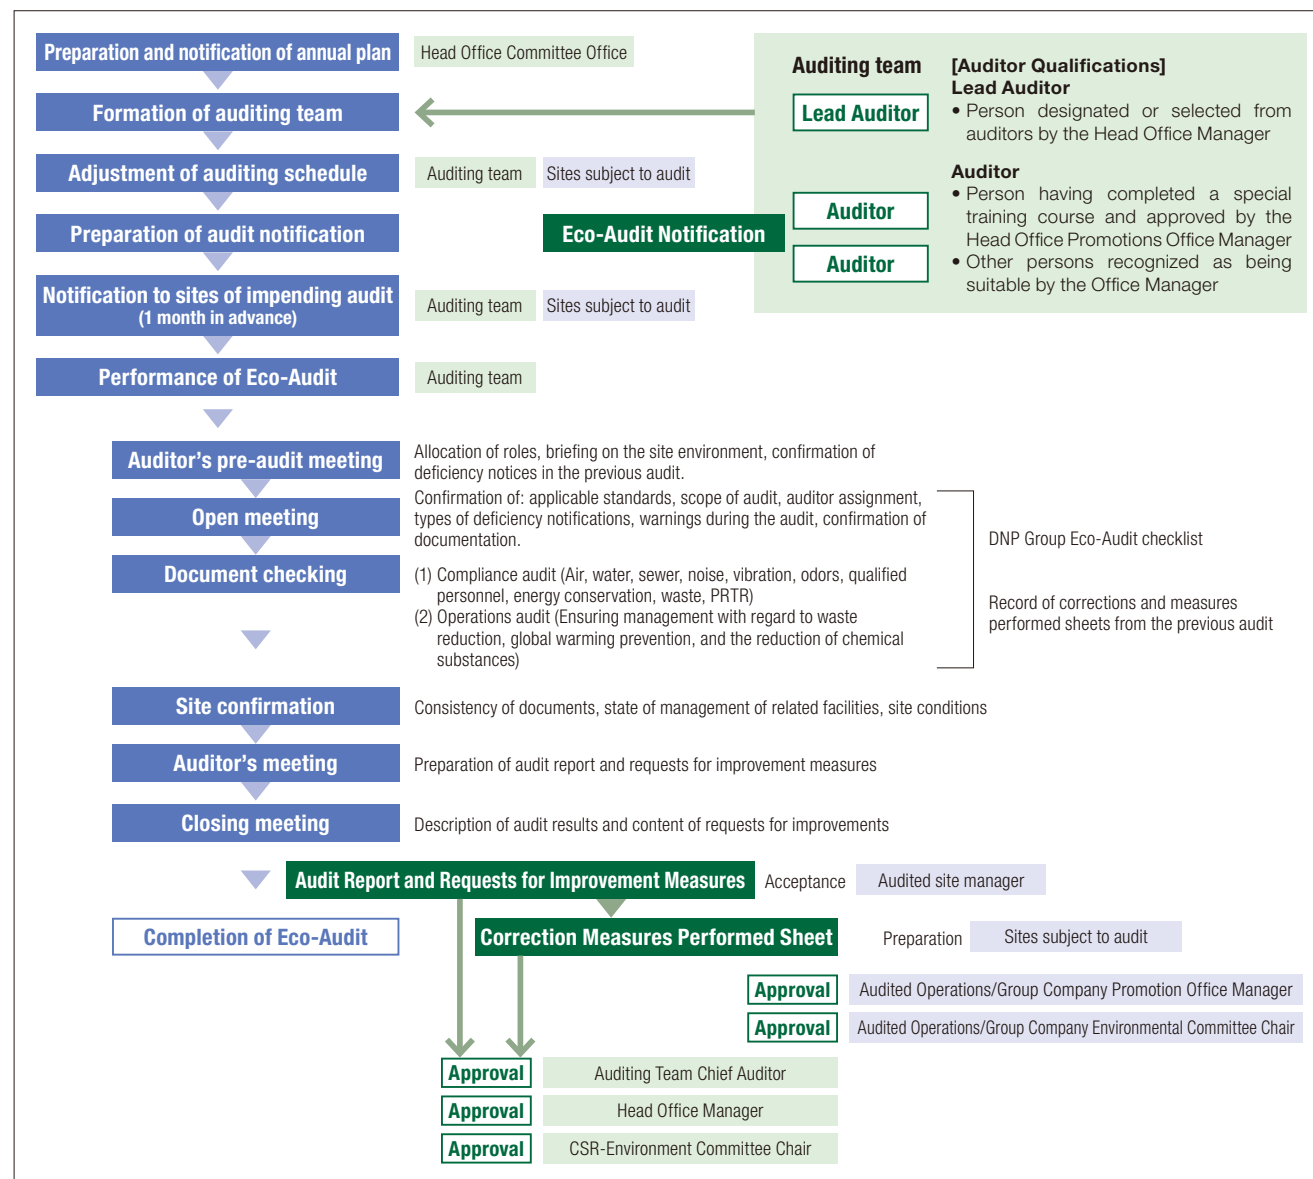 Preparation and notification of annual plan
Head Office Committee Office
Formation of auditing team
Adjustment of auditing schedule
Auditing team
Sites subject to audit
Preparation of audit notification
Eco-Audit Notification
Notification to sites of impending audit
(1 month in advance)
Auditing team
Sites subject to audit
Performance of Eco-Audit
Auditing team
Auditing team
Lead Auditor
Auditor
Auditor
[Auditor Qualifications]
Lead Auditor
• Person designated or selected from
auditors by the Head Office Manager
Auditor
• Person having completed a special
training course and approved by the
Head Office Promotions Office Manager
• Other persons recognized as being
suitable by the Office Manager
Auditor's pre-audit meeting
Allocation of roles, briefing on the site environment, confirmation of
deficiency notices in the previous audit.
Open meeting
Confirmation of: applicable standards, scope of audit, auditor assignment,
types of deficiency notifications, warnings during the audit, confirmation of
documentation.
Document checking
(1) Compliance audit (Air, water, sewer, noise, vibration, odors, qualified
personnel, energy conservation, waste, PRTR)
(2) Operations audit (Ensuring management with regard to waste
reduction, global warming prevention, and the reduction of chemical
substances)
DNP Group Eco-Audit checklist
Record of corrections and measures
performed sheets from the previous audit
Site confirmation
Consistency of documents, state of management of related facilities, site conditions
Auditor's meeting
Preparation of audit report and requests for improvement measures
Closing meeting
Description of audit results and content of requests for improvements
Audit Report and Requests for Improvement Measures
Acceptance
Audited site manager
Completion of Eco-Audit
Correction Measures Performed Sheet
Preparation
Sites subject to audit
Approval
Audited Operations/Group Company Promotion Office Manager
Approval
Audited Operations/Group Company Environmental Committee Chair
Approval
Auditing Team Chief Auditor
Approval
Head Office Manager
Approval
CSR-Environment Committee Chair